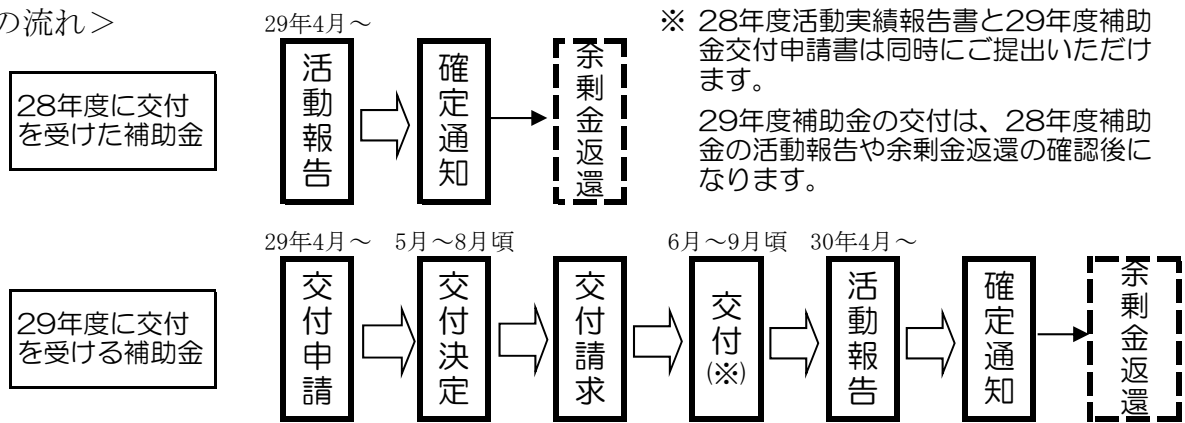 の流れ＞
29年4月～
28年度に交付
を受けた補助金
活動報告
確定通知
余剰金返還
※ 28年度活動実績報告書と29年度補助
金交付申請書は同時にご提出いただけ
ます。
29年度補助金の交付は、28年度補助
金の活動報告や余剰金返還の確認後に
なります。
29年4月～ 5月～8月頃 6月～9月頃 30年4月～
29年度に交付
を受ける補助金
交付申請
交付決定
交付請求
交付(※)
活動報告
確定通知
余剰金返還